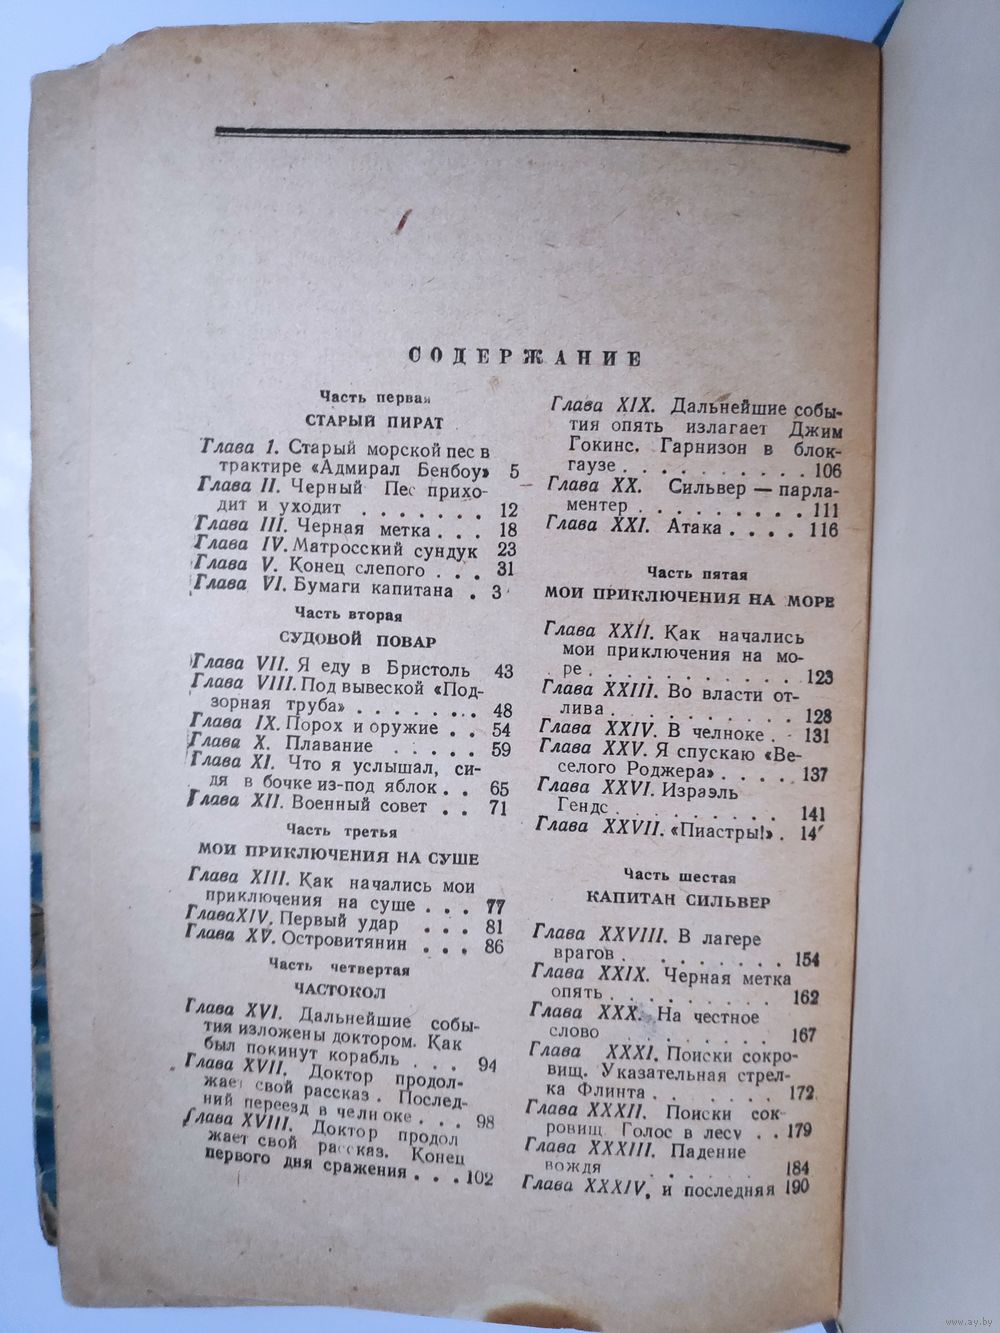 СОДЕРЖАНИЕ
Часть первая
СТАРЫЙ ПИРАТ
Глава I. Старый морской пес в
трактире «Адмирал Бенбоу» 5
Глава II. Черный Пес прихо-
дит и уходит . . . . . . . 12
Глава III. Черная метка . . . 18
Глава IV. Матросский сундук 23
Глава V. Конец слепого . . . 31
Глава VI. Бумаги капитана . 3
Часть вторая
СУДОВОЙ ПОВАР
Глава VII. Я еду в Бристоль 43
Глава VIII. Под вывеской «Под-
зорная труба» . . . . . . . 48
Глава IX. Порох и оружие . . 54
Глава X. Плавание . . . . . 59
Глава XI. Что я услышал, си-
дя в бочке из-под яблок . . 65
Глава XII. Военный совет . . 71
Часть третья
МОИ ПРИКЛЮЧЕНИЯ НА СУШЕ
Глава XIII. Как начались мои
приключения на суше . . . 77
Глава XIV. Первый удар . . . 81
Глава XV. Островитянин . . . 86
Часть четвертая
ЧАСТОКОЛ
Глава XVI. Дальнейшие собы-
тия изложены доктором. Как
был покинут корабль . . . 94
Глава XVII. Доктор продол-
жает свой рассказ. Послед-
ний переезд в челноке . . . 98
Глава XVIII. Доктор продол
жает свой рассказ. Конец
первого дня сражения . . . 102
Глава XIX. Дальнейшие собы-
тия опять излагает Джим
Гокинс. Гарнизон в блок-
гаузе . . . . . . . . . . 106
Глава XX. Сильвер — парла-
ментер . . . . . . . . . 111
Глава XXI. Атака . . . . 116
Часть пятая
МОИ ПРИКЛЮЧЕНИЯ НА МОРЕ
Глава XXII. Как начались
мои приключения на мо-
ре . . . . . . . . . . . 123
Глава XXIII. Во власти от-
лива . . . . . . . . . . 128
Глава XXIV. В челноке . . 131
Глава XXV. Я спускаю «Ве-
селого Роджера» . . . . . 137
Глава XXVI. Израэль
Гендс . . . . . . . . . 141
Глава XXVII. «Пиастры!» . 14
Часть шестая
КАПИТАН СИЛЬВЕР
Глава XXVIII. В лагере
врагов . . . . . . . . 154
Глава XXIX. Черная метка
опять . . . . . . . . . 162
Глава XXX. На честное
слово . . . . . . . . 167
Глава XXXI. Поиски сокро-
вищ. Указательная стрел-
ка Флинта . . . . . . . 172
Глава XXXII. Поиски сок-
ровищ Голос в лесу . . 179
Глава XXXIII. Падение
вождя . . . . . . . 184
Глава XXXIV, и последняя 190
www.ay.by